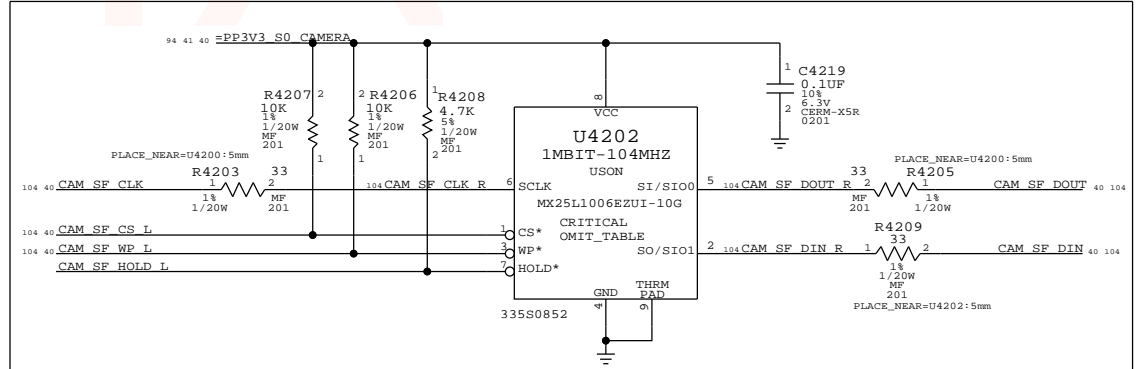 94 41 40 =PP3V3_S0_CAMERA
R4207
10K
1%
1/20W
MF
201
2
1
R4206
10K
1%
1/20W
MF
201
2
1
R4208
4.7K
5%
1/20W
MF
201
1
2
1 C4219
0.1UF
10%
6.3V
2 CERM-X5R
0201
8
VCC
U4202
1MBIT-104MHZ
USON
MX25L1006EZUI-10G
CRITICAL
OMIT_TABLE
6 SCLK
1 CS*
3 WP*
7 HOLD*
SI/SIO0 5
SO/SIO1 2
GND
4
THRM
PAD
9
335S0852
PLACE_NEAR=U4200:5mm
R4203
1 33 2
1%
1/20W
MF
201
104 40 CAM_SF_CLK
104 CAM_SF_CLK_R
104 40 CAM_SF_CS_L
104 40 CAM_SF_WP_L
CAM_SF_HOLD_L
PLACE_NEAR=U4200:5mm
33 R4205
2 1
MF 1%
201 1/20W
104 CAM_SF_DOUT_R
CAM_SF_DOUT 40 104
R4209
1 33 2
1%
1/20W
MF
201
PLACE_NEAR=U4202:5mm
104 CAM_SF_DIN_R
CAM_SF_DIN 40 104